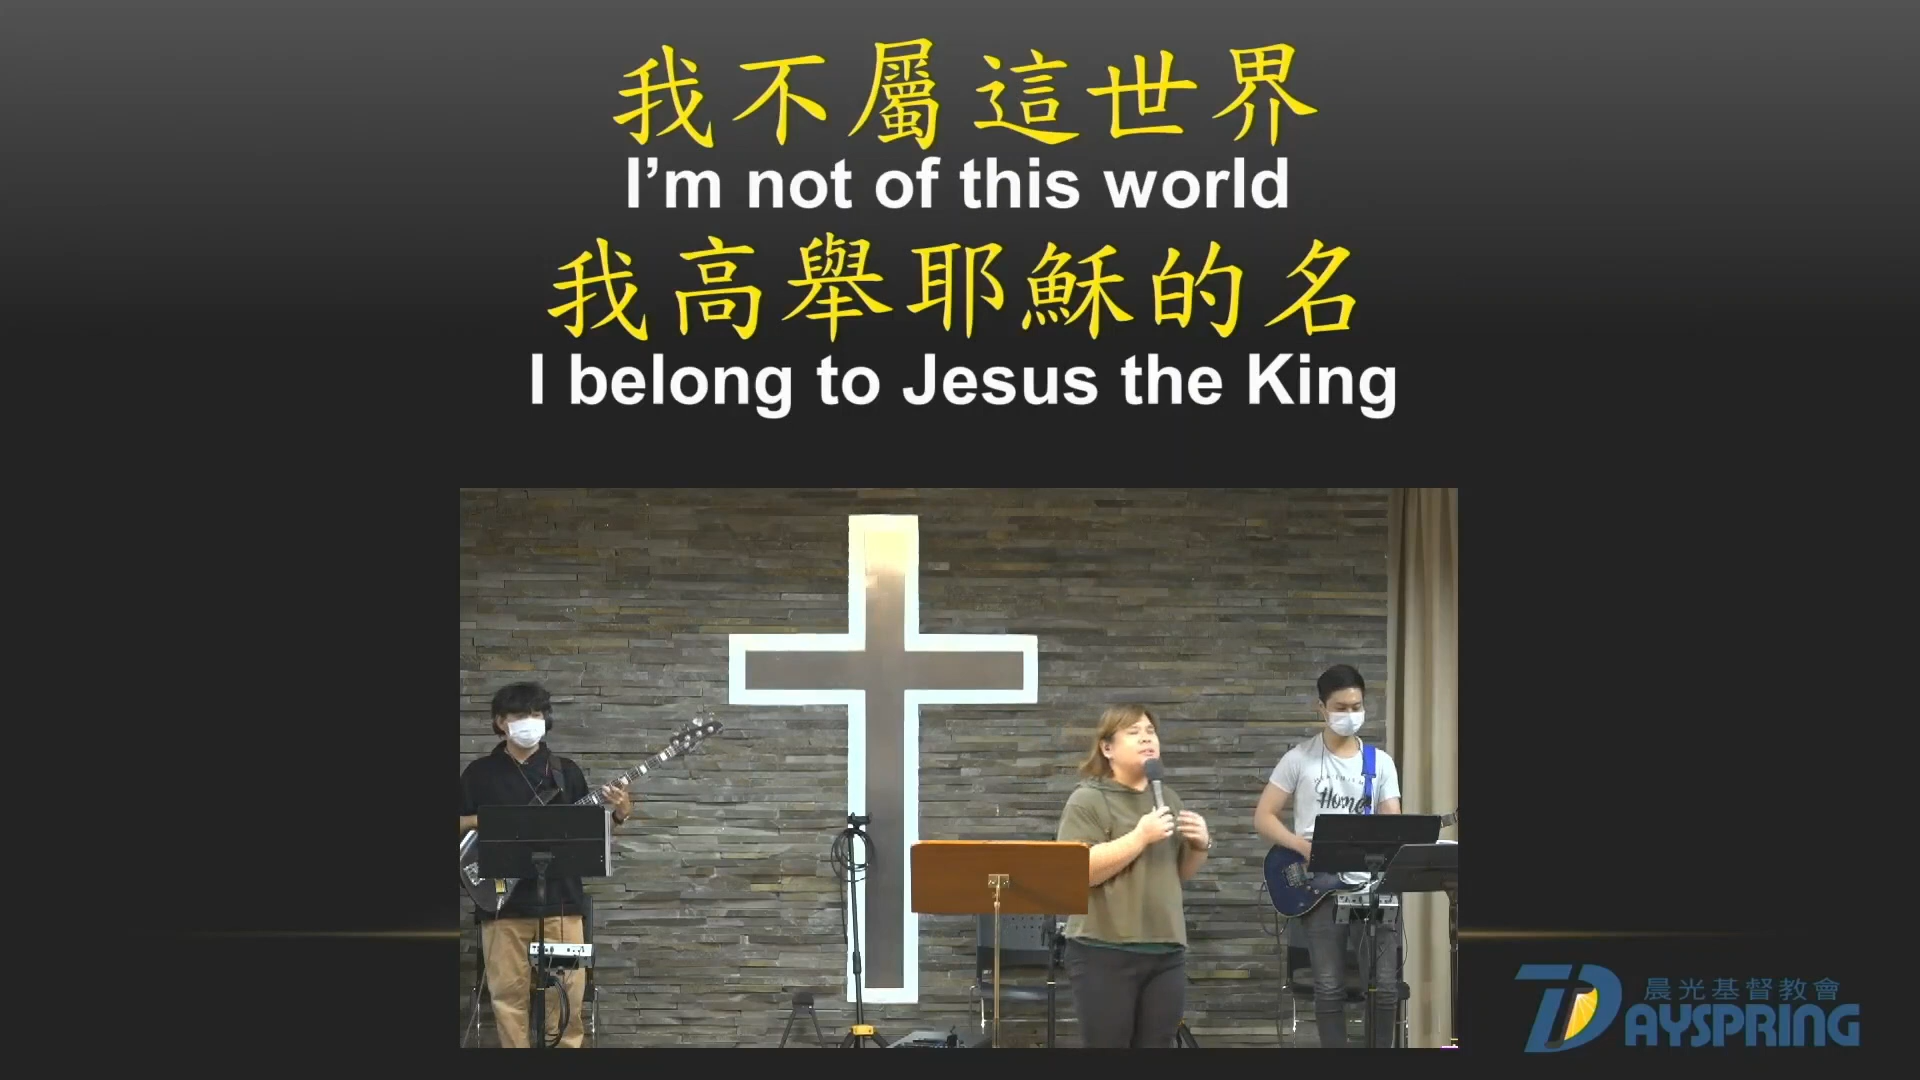 我不屬這世界
I'm not of this world
我高舉耶穌的名
I belong to Jesus the King
Home
晨光基督教會
DAYSPRING